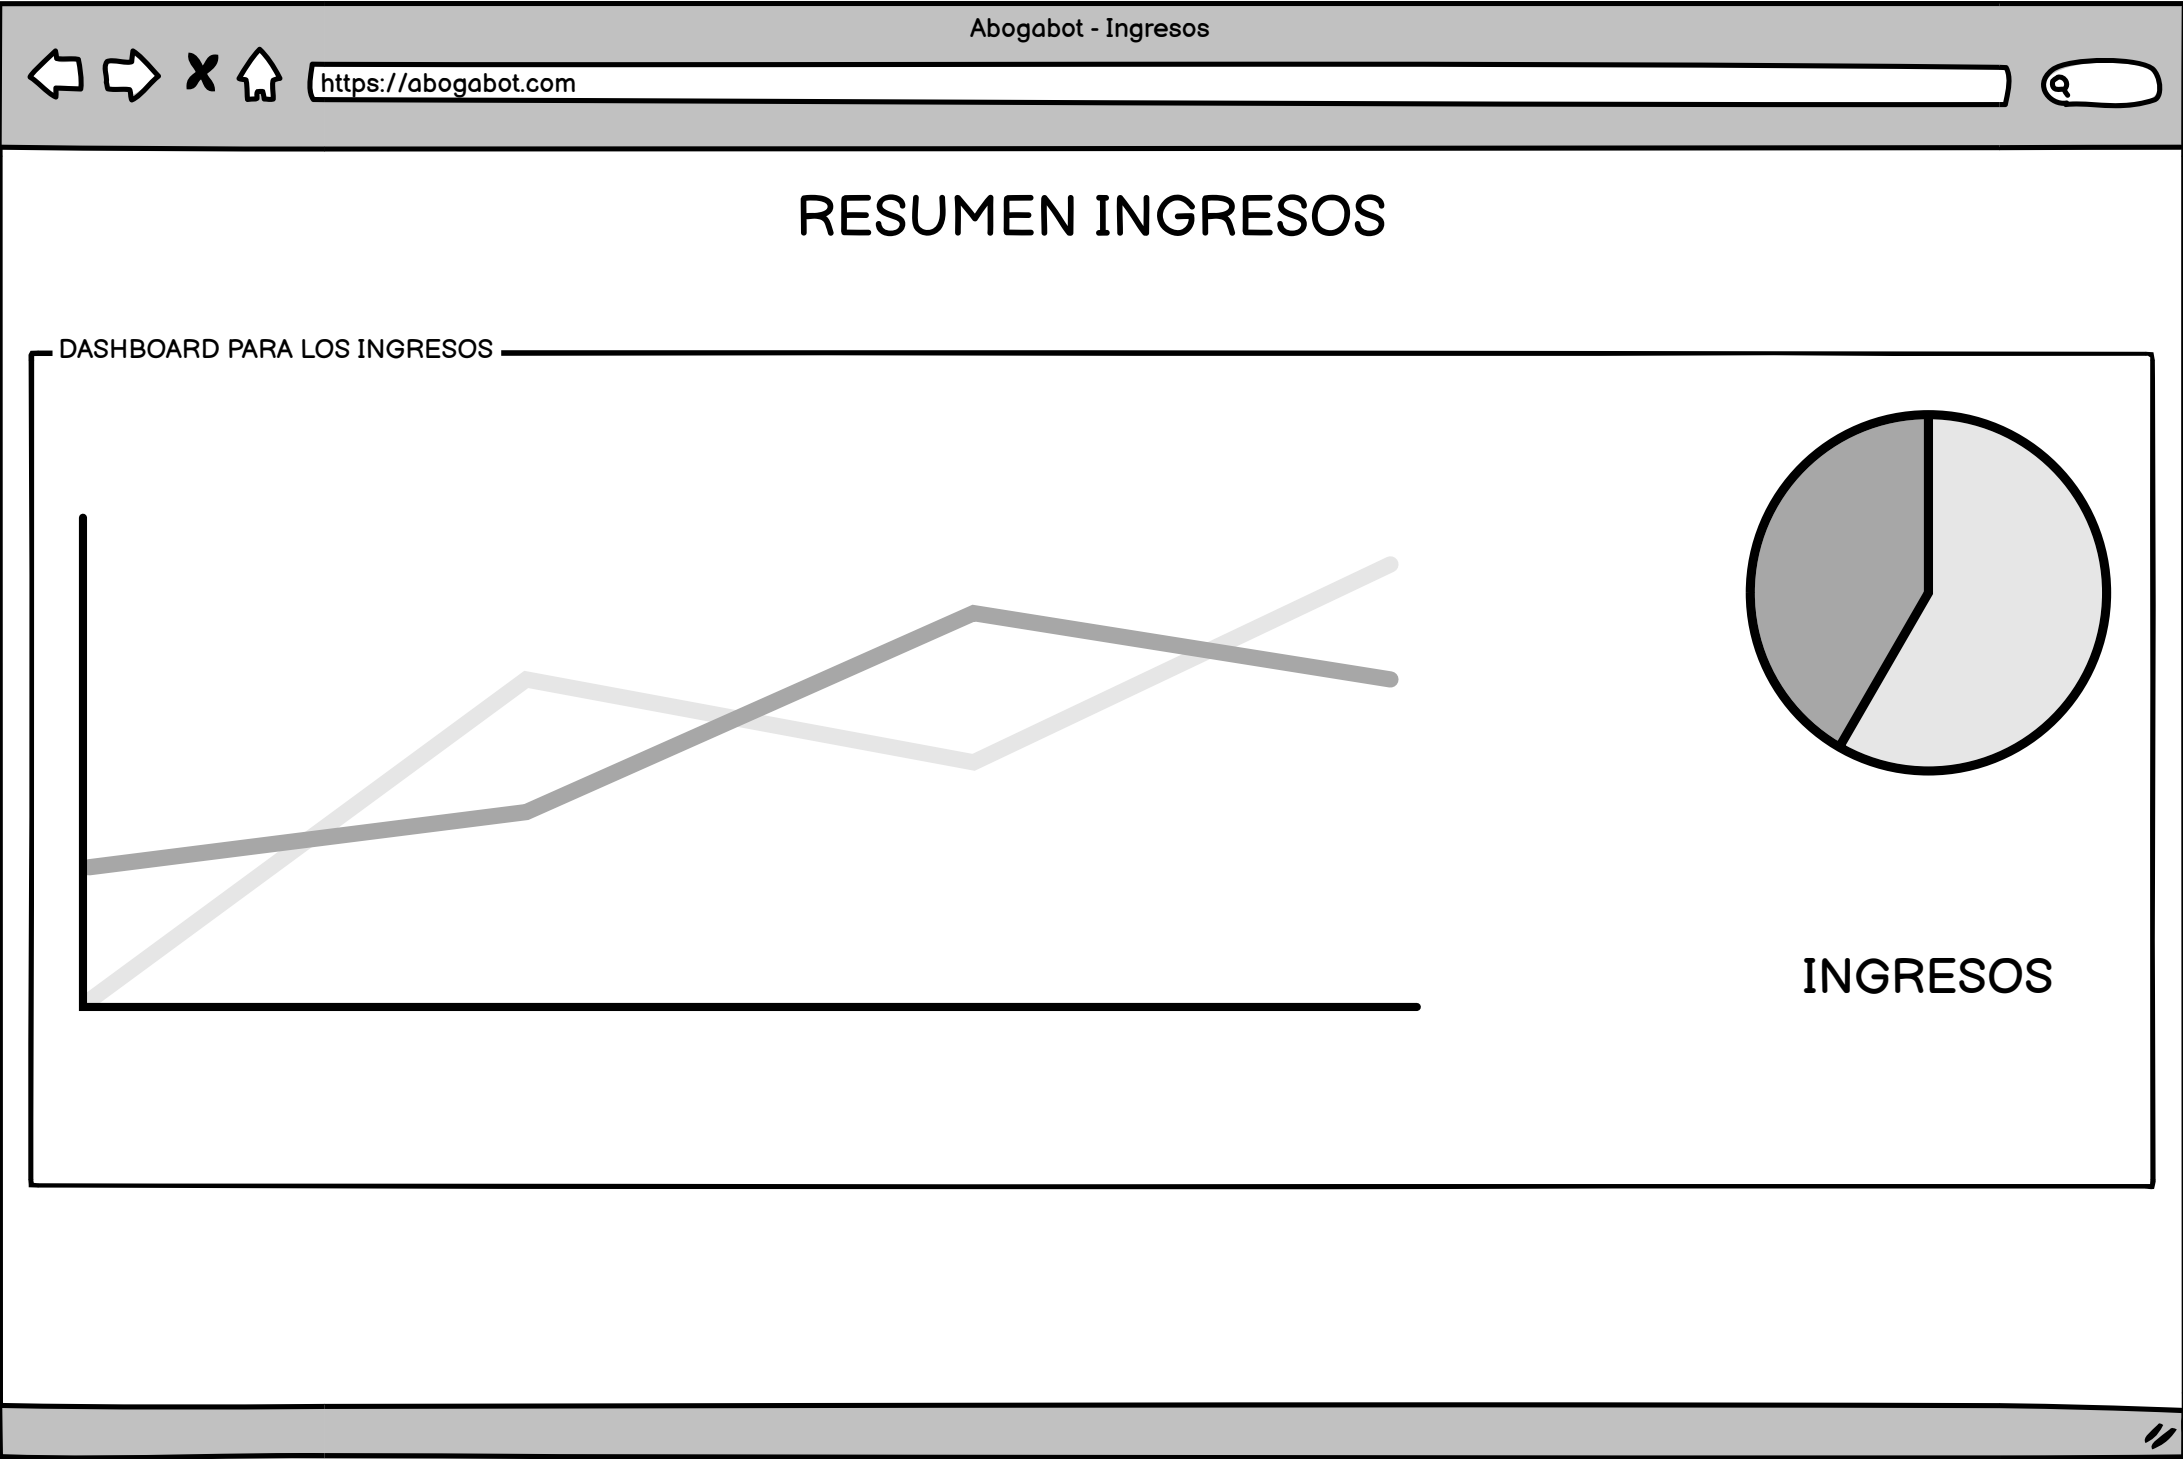 Abogabot - Ingresos
https://abogabot.com
RESUMEN INGRESOS
DASHBOARD PARA LOS INGRESOS
INGRESOS